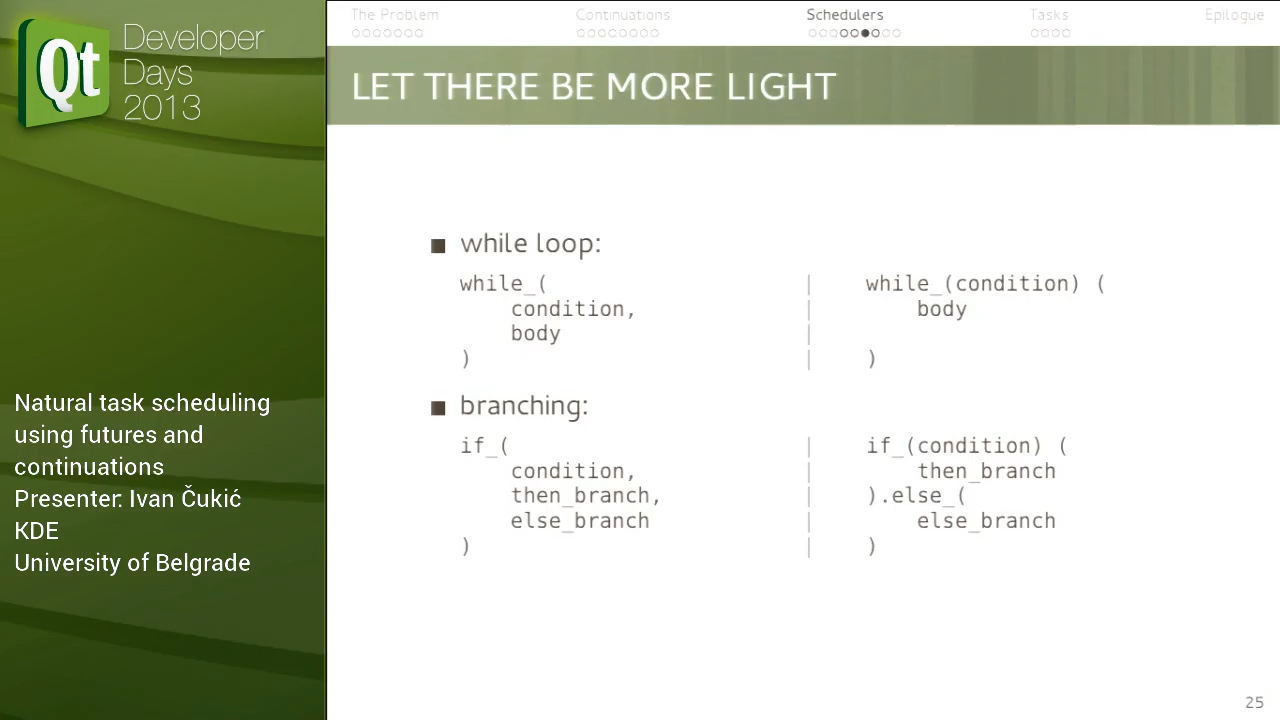 Qt Developer
Days
2013
Natural task scheduling
using futures and
continuations
Presenter: Ivan Čukić
KDE
University of Belgrade
The Problem Continuations Schedulers Tasks Epilogue
LET THERE BE MORE LIGHT
while loop:
while_( | while_(condition) (
condition, | body
body |
) | )
branching:
if_( | if_(condition) (
condition, | then_branch
then_branch, | ).else_(
else_branch | else_branch
) | )
25